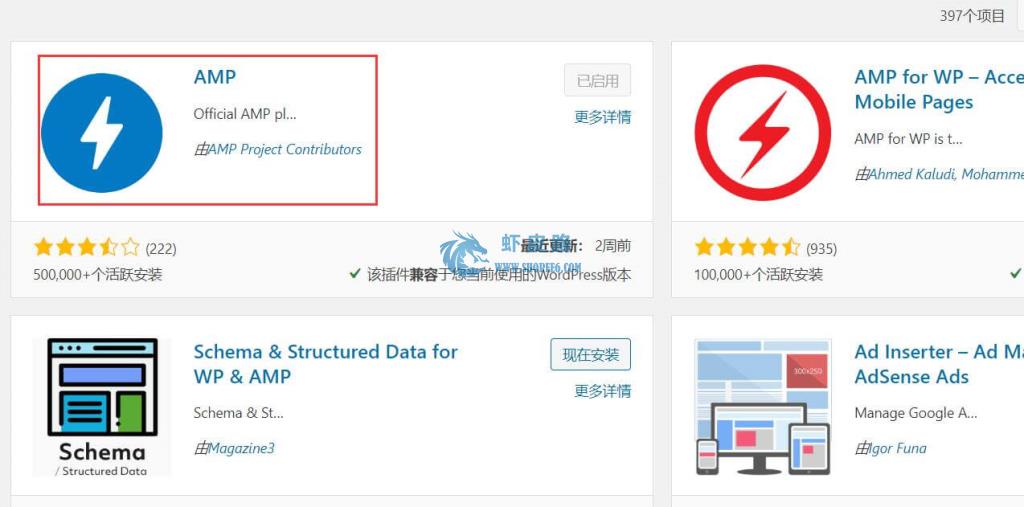 397个项目
AMP
已启用
Official AMP pl...
更多详情
由AMP Project Contributors
(222)
最近更新： 2周前
500,000+个活跃安装
该插件兼容于您当前使用的WordPress版本
WWW.SHOPEE6.COM
AMP for WP – Acce
Mobile Pages
AMP for WP is t...
由Ahmed Kaludi, Mohamme
(935)
100,000+个活跃安装
Schema & Structured Data for
WP & AMP
现在安装
Schema & St...
更多详情
由Magazine3
Schema
/ Structured Data
Ad Inserter – Ad Ma
AdSense Ads
300x250
Manage Google A...
由Igor Funa